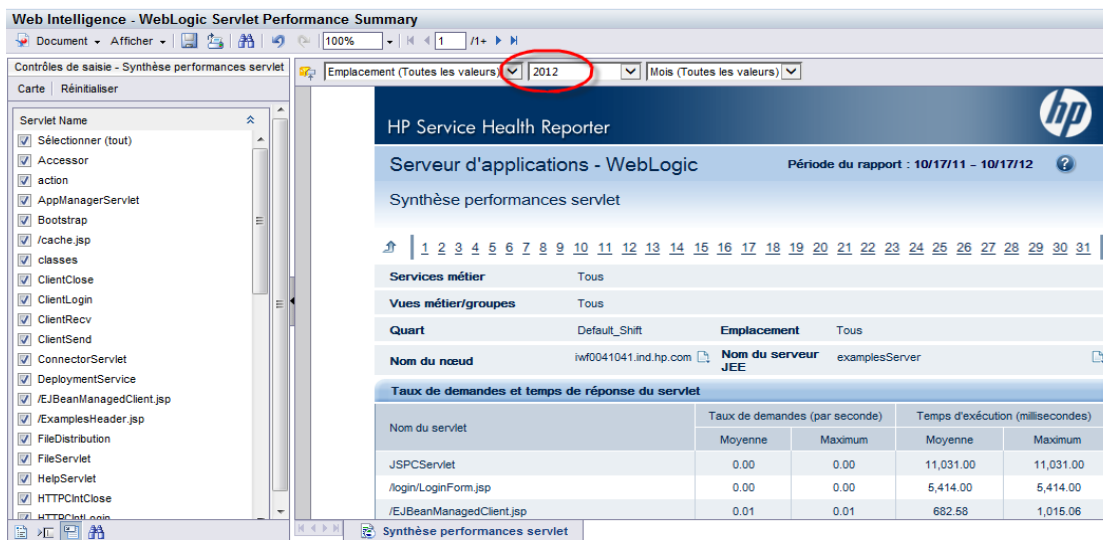 Web Intelligence - WebLogic Servlet Performance Summary
Document Afficher 100% 1 /1+
Contrôles de saisie - Synthèse performances servlet
Carte Réinitialiser
Servlet Name
Sélectionner (tout)
Accessor
action
AppManagerServlet
Bootstrap
/cache.jsp
classes
ClientClose
ClientLogin
ClientRecv
ClientSend
ConnectorServlet
DeploymentService
/EJBeanManagedClient.jsp
/ExamplesHeader.jsp
FileDistribution
FileServlet
HelpServlet
HTTPClntClose
HTTPClntLogin
Emplacement (Toutes les valeurs) 2012 Mois (Toutes les valeurs)
HP Service Health Reporter
hp
Serveur d'applications - WebLogic Période du rapport : 10/17/11 - 10/17/12 ?
Synthèse performances servlet
1 2 3 4 5 6 7 8 9 10 11 12 13 14 15 16 17 18 19 20 21 22 23 24 25 26 27 28 29 30 31
Services métier Tous
Vues métier/groupes Tous
Quart Default_Shift Emplacement Tous
Nom du nœud iwf0041041.ind.hp.com Nom du serveur JEE examplesServer
Taux de demandes et temps de réponse du servlet
Nom du servlet Taux de demandes (par seconde) Temps d'exécution (millisecondes)
Moyenne Maximum Moyenne Maximum
JSPCServlet 0.00 0.00 11,031.00 11,031.00
/login/LoginForm.jsp 0.00 0.00 5,414.00 5,414.00
/EJBeanManagedClient.jsp 0.01 0.01 682.58 1,015.06
Synthèse performances servlet